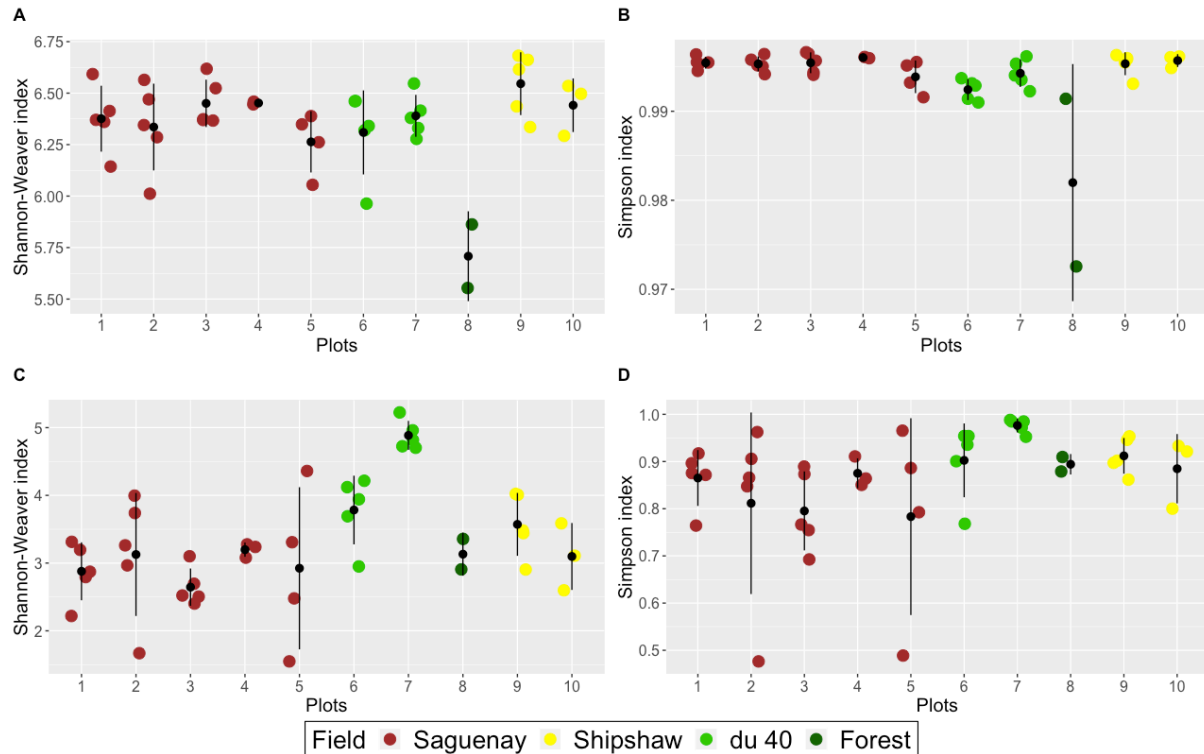 A
Shannon-Weaver index
6.75
6.50
6.25
6.00
5.75
5.50
1 2 3 4 5 6 7 8 9 10
Plots
B
Simpson index
0.99
0.98
0.97
1 2 3 4 5 6 7 8 9 10
Plots
C
Shannon-Weaver index
5
4
3
2
1 2 3 4 5 6 7 8 9 10
Plots
D
Simpson index
1.0
0.9
0.8
0.7
0.6
0.5
1 2 3 4 5 6 7 8 9 10
Plots
Field Saguenay Shipshaw du 40 Forest